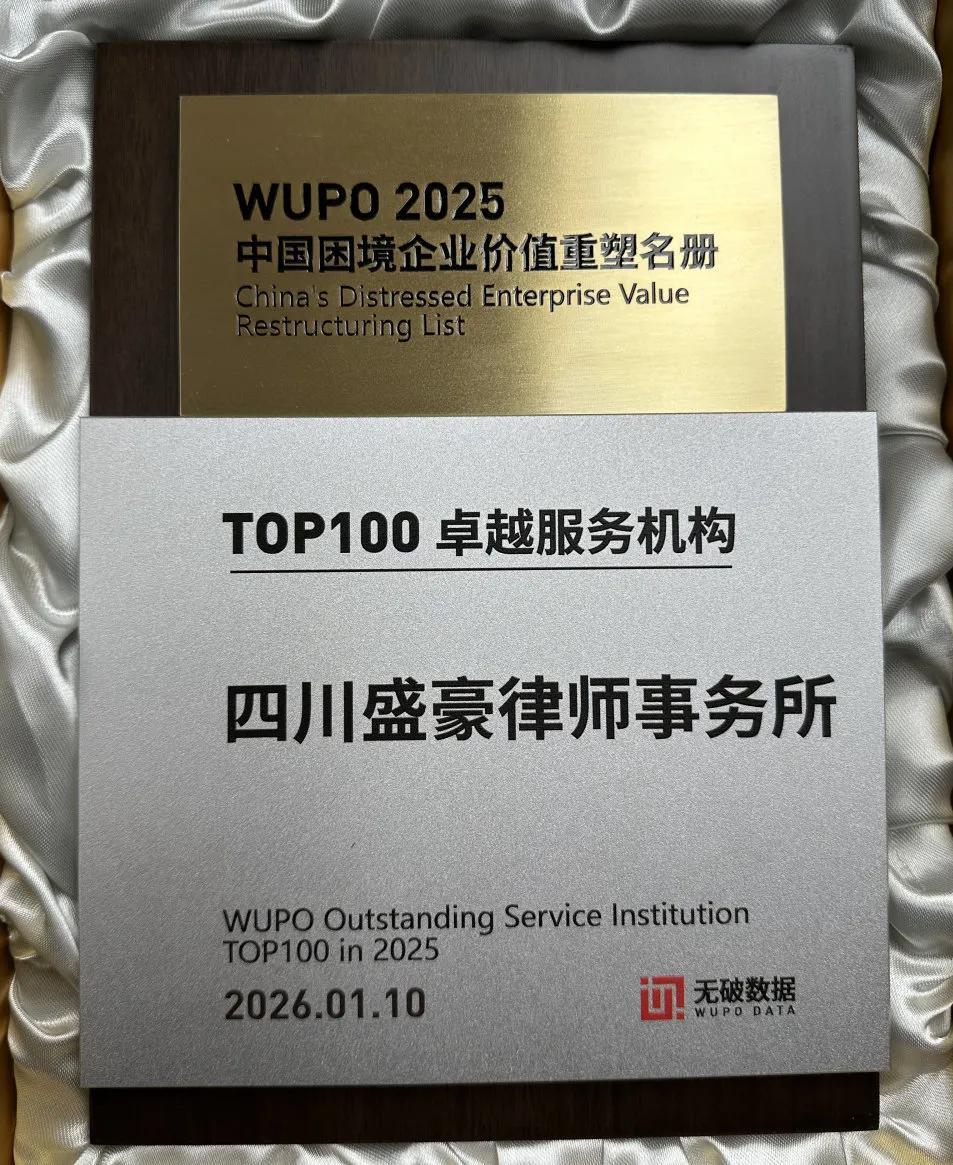 WUPO 2025
中国困境企业价值重塑名册
China's Distressed Enterprise Value
Restructuring List
TOP100 卓越服务机构
四川盛豪律师事务所
WUPO Outstanding Service Institution
TOP100 in 2025
2026.01.10
无破数据
WUPO DATA